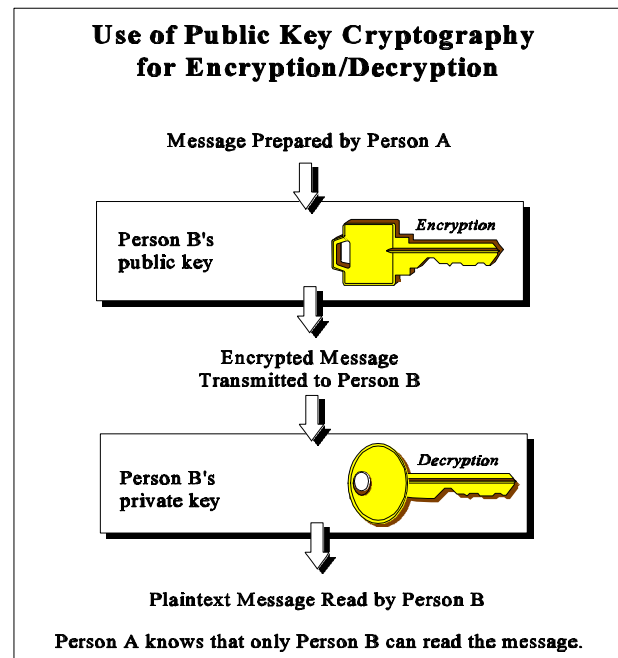 Use of Public Key Cryptography
for Encryption/Decryption
Message Prepared by Person A
Encryption
Person B's
public key
Encrypted Message
Transmitted to Person B
Decryption
Person B's
private key
Plaintext Message Read by Person B
Person A knows that only Person B can read the message.